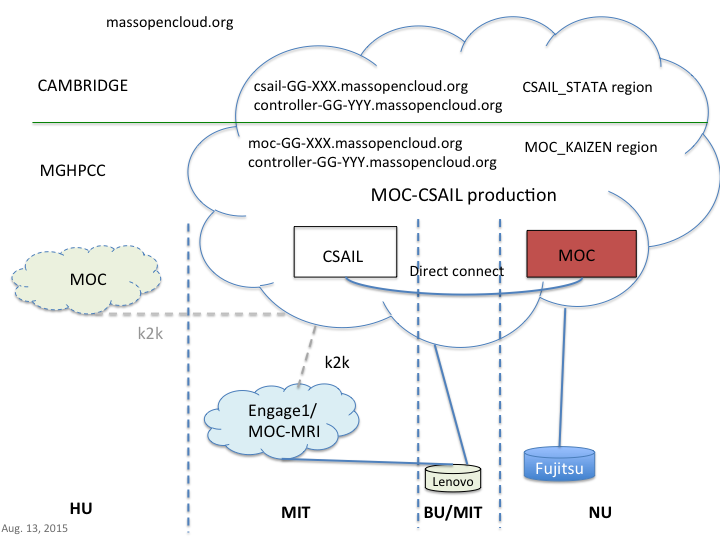 massopencloud.org
CAMBRIDGE
csail-GG-XXX.massopencloud.org
controller-GG-YYY.massopencloud.org
CSAIL_STATA region
moc-GG-XXX.massopencloud.org
controller-GG-YYY.massopencloud.org
MOC_KAIZEN region
MGHPCC
MOC-CSAIL production
CSAIL
MOC
Direct connect
MOC
k2k
k2k
Engage1/
MOC-MRI
Lenovo
Fujitsu
HU
MIT
BU/MIT
NU
Aug. 13, 2015